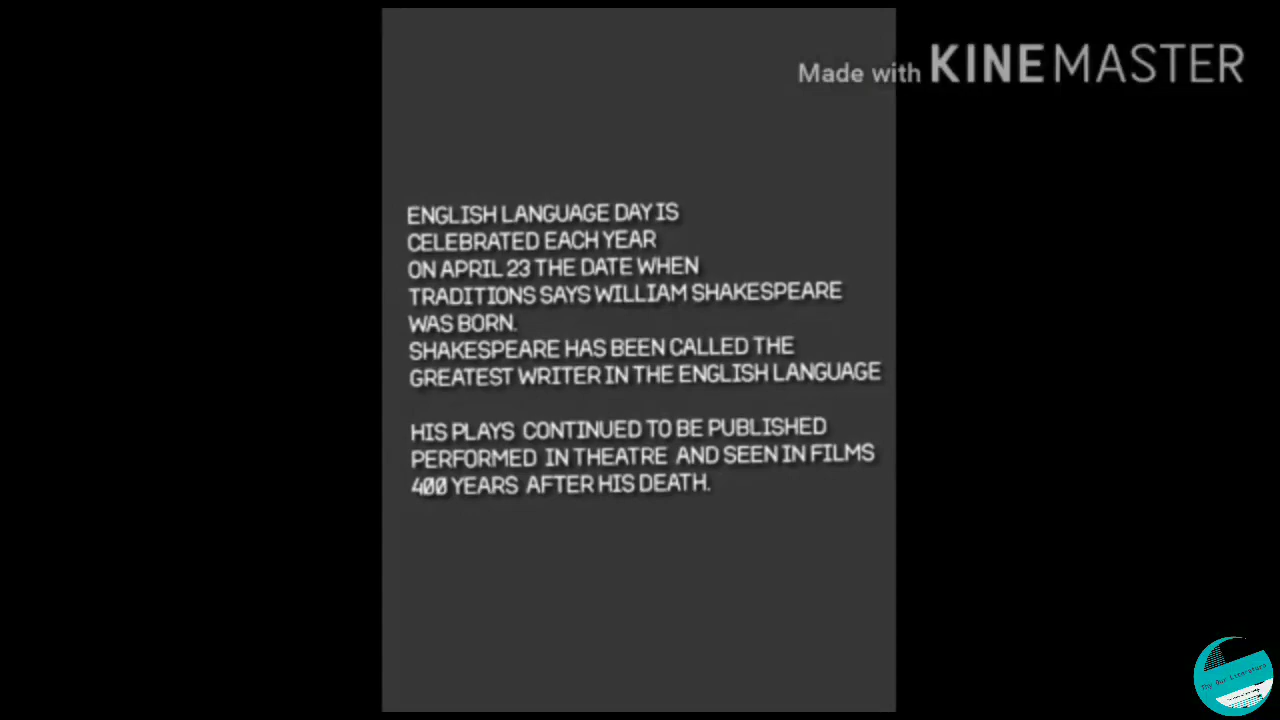 Made with KINEMASTER
ENGLISH LANGUAGE DAY IS
CELEBRATED EACH YEAR
ON APRIL 23 THE DATE WHEN
TRADITIONS SAYS WILLIAM SHAKESPEARE
WAS BORN.
SHAKESPEARE HAS BEEN CALLED THE
GREATEST WRITER IN THE ENGLISH LANGUAGE
HIS PLAYS CONTINUED TO BE PUBLISHED
PERFORMED IN THEATRE AND SEEN IN FILMS
400 YEARS AFTER HIS DEATH.
Our Literature